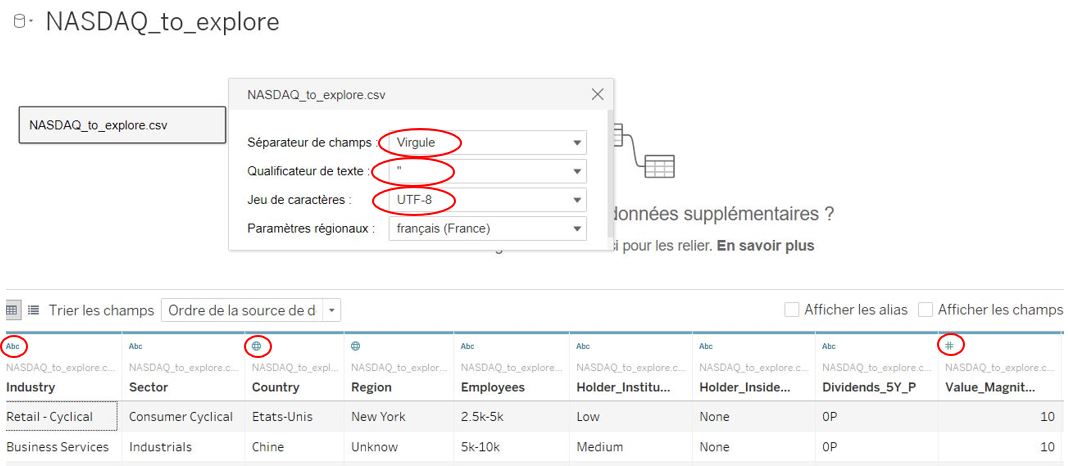 NASDAQ_to_explore
NASDAQ_to_explore.csv
NASDAQ_to_explore.csv
Séparateur de champs : Virgule
Qualificateur de texte : "
Jeu de caractères : UTF-8
Paramètres régionaux : français (France)
données supplémentaires ?
ci pour les relier. En savoir plus
Trier les champs Ordre de la source de d Afficher les alias Afficher les champs
Abc Abc Abc Abc Abc Abc #
NASDAQ_to_explore.c... NASDAQ_to_explore.c... NASDAQ_to_expl... NASDAQ_to_expl... NASDAQ_to_explore.c... NASDAQ_to_explore.c... NASDAQ_to_explore.c... NASDAQ_to_explore.c... NASDAQ_to_explore.c...
Industry Sector Country Region Employees Holder_Institu... Holder_Inside... Dividends_5Y_P Value_Magnit...
Retail - Cyclical Consumer Cyclical Etats-Unis New York 2.5k-5k Low None 0P 10
Business Services Industrials Chine Unknow 5k-10k Medium None 0P 10